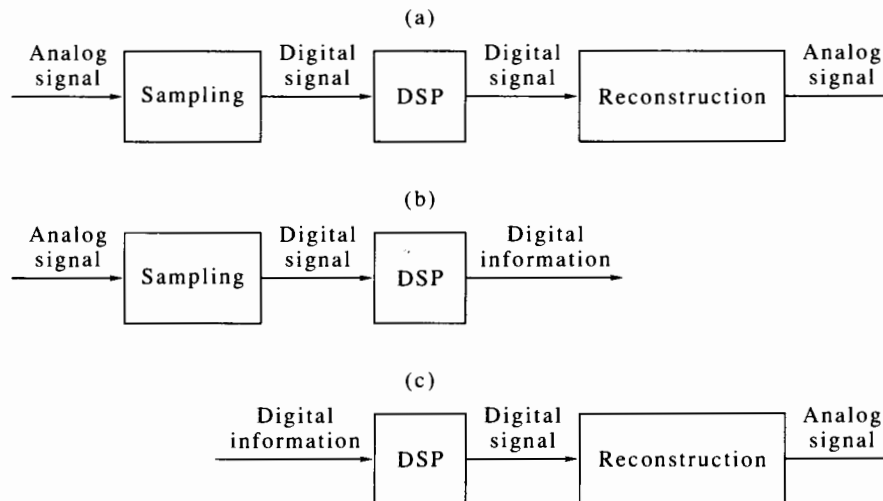 (a)
Analog
signal
Sampling
Digital
signal
DSP
Digital
signal
Reconstruction
Analog
signal
(b)
Analog
signal
Sampling
Digital
signal
DSP
Digital
information
(c)
Digital
information
DSP
Digital
signal
Reconstruction
Analog
signal